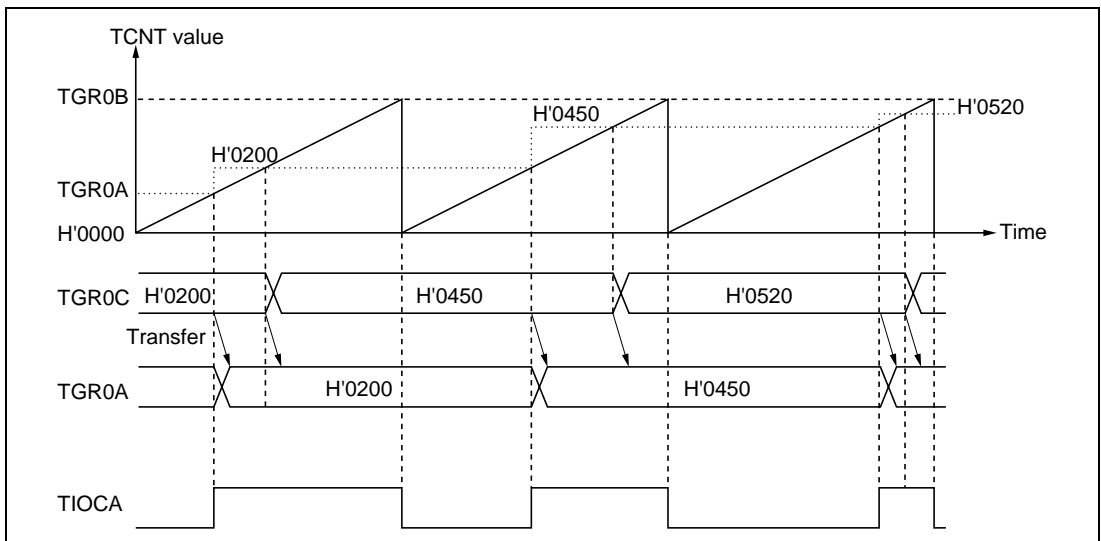 TCNT value
TGR0B
H'0520
H'0450
H'0200
TGR0A
H'0000
Time
TGR0C
H'0200
H'0450
H'0520
Transfer
TGR0A
H'0200
H'0450
TIOCA